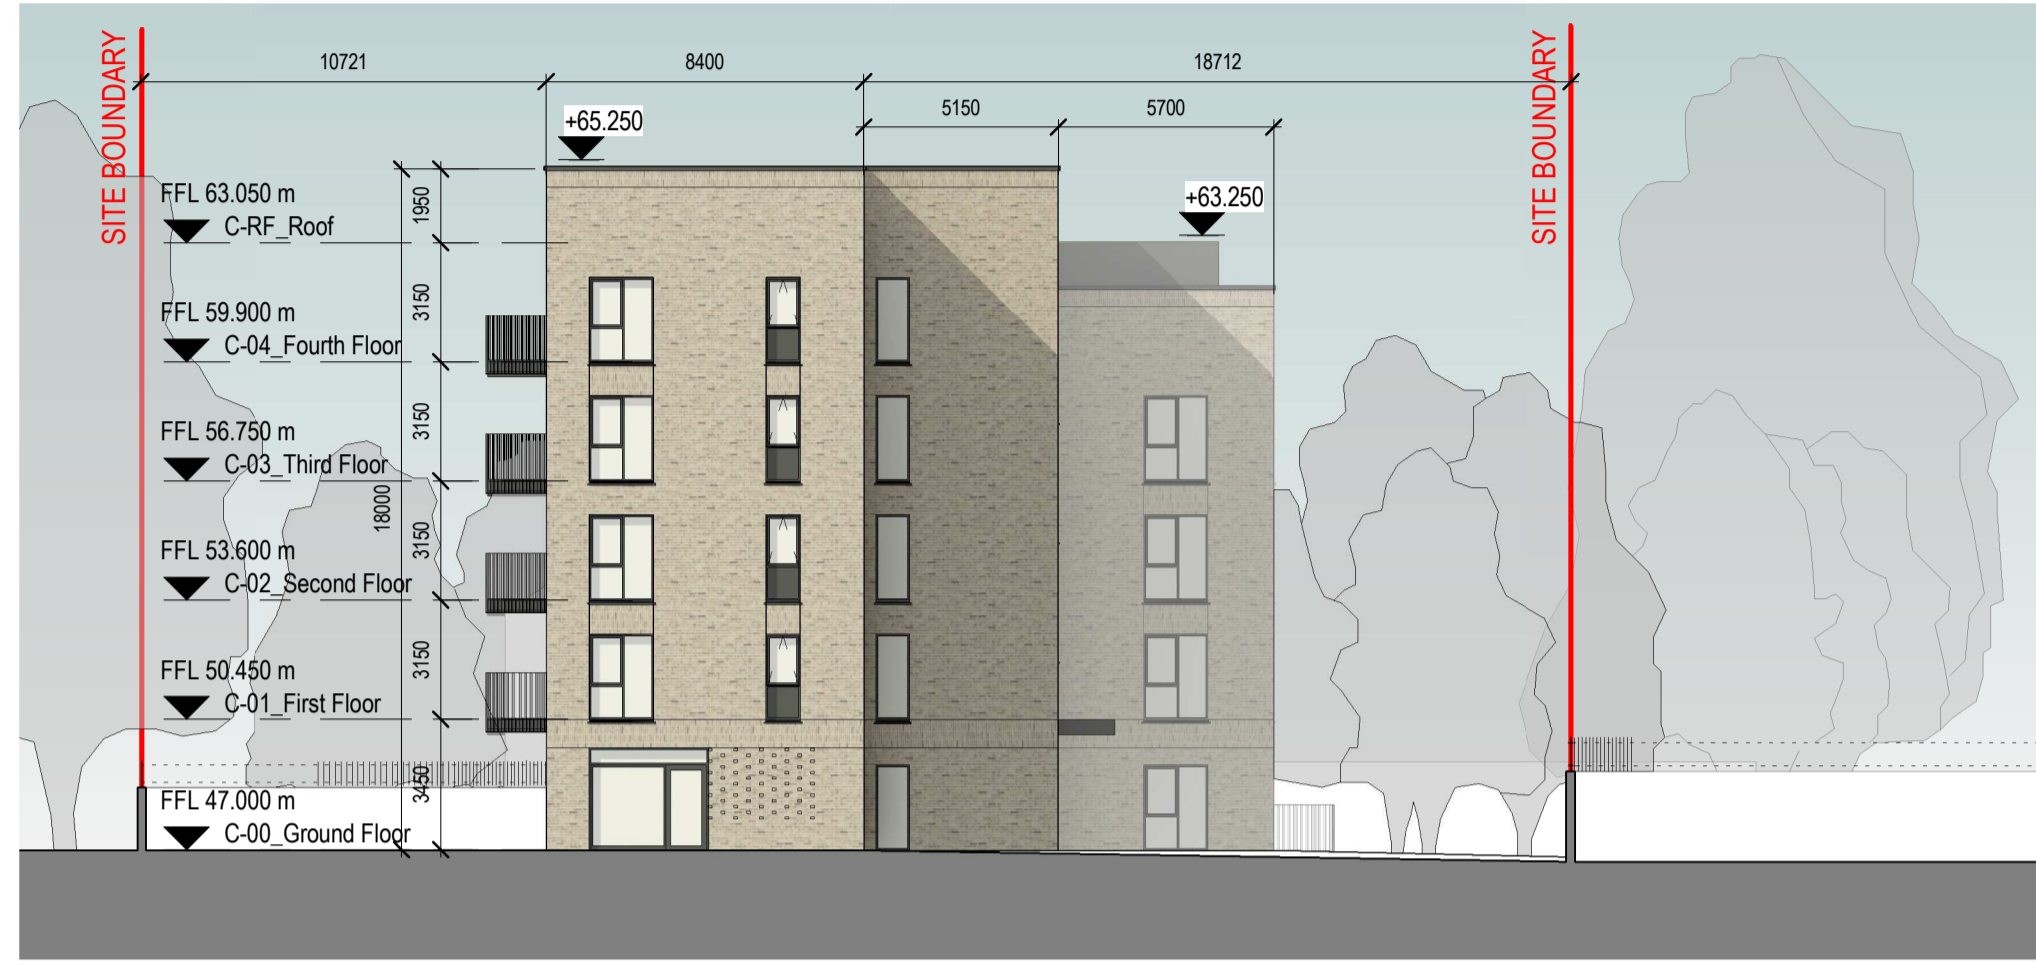 SITE BOUNDARY
10721
8400
18712
SITE BOUNDARY
5150
5700
+65.250
+63.250
FFL 63.050 m
C-RF_Roof
1950
FFL 59.900 m
C-04_Fourth Floor
3150
FFL 56.750 m
C-03_Third Floor
3150
18000
FFL 53.600 m
C-02_Second Floor
3150
FFL 50.450 m
C-01_First Floor
3150
FFL 47.000 m
C-00_Ground Floor
3450